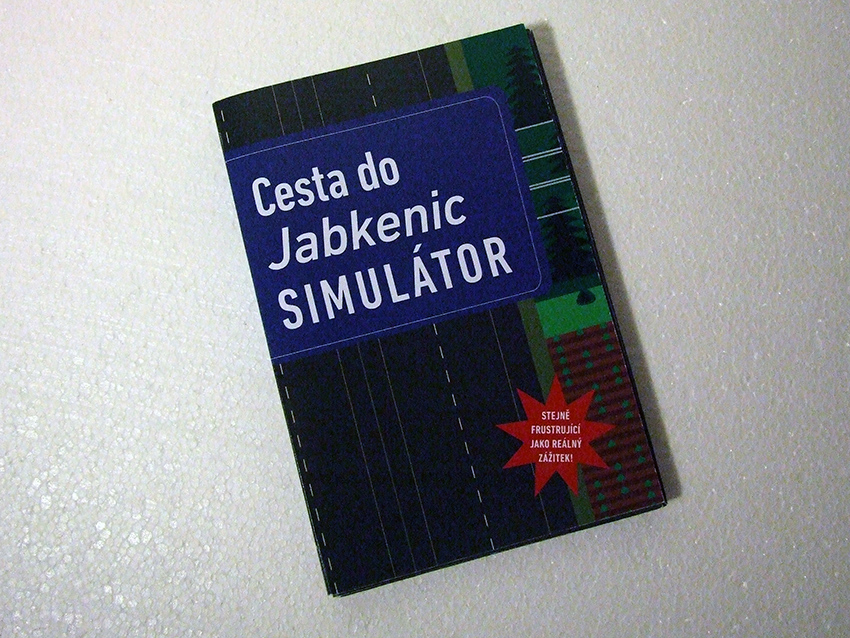 Cesta do
Jabkenic
SIMULÁTOR
STEJNĚ
FRUSTRUJÍCÍ
JAKO REÁLNÝ
ZÁŽITEK!